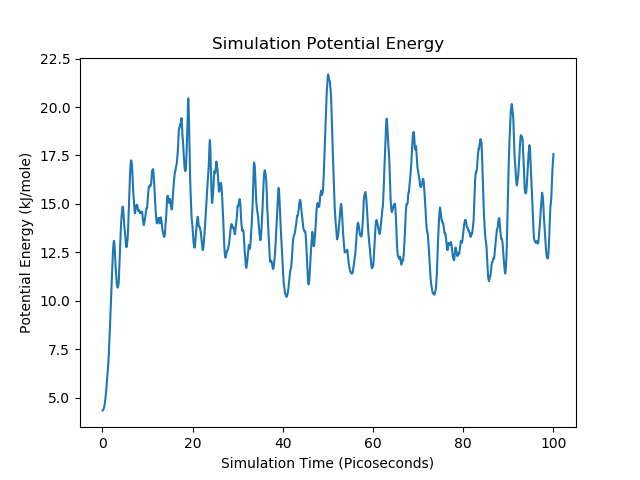 Simulation Potential Energy
Potential Energy (kJ/mole)
22.5
20.0
17.5
15.0
12.5
10.0
7.5
5.0
0 20 40 60 80 100
Simulation Time (Picoseconds)